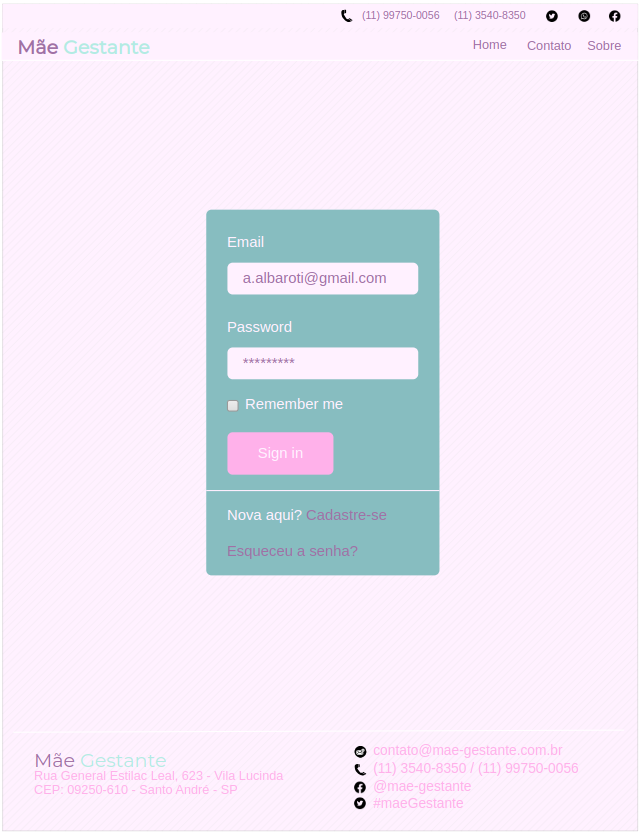 (11) 99750-0056 (11) 3540-8350
Mãe Gestante
Home Contato Sobre
Email
a.albaroti@gmail.com
Password
*********
Remember me
Sign in
Nova aqui? Cadastre-se
Esqueceu a senha?
Mãe Gestante
Rua General Estilac Leal, 623 - Vila Lucinda
CEP: 09250-610 - Santo André - SP
contato@mae-gestante.com.br
(11) 3540-8350 / (11) 99750-0056
@mae-gestante
#maeGestante